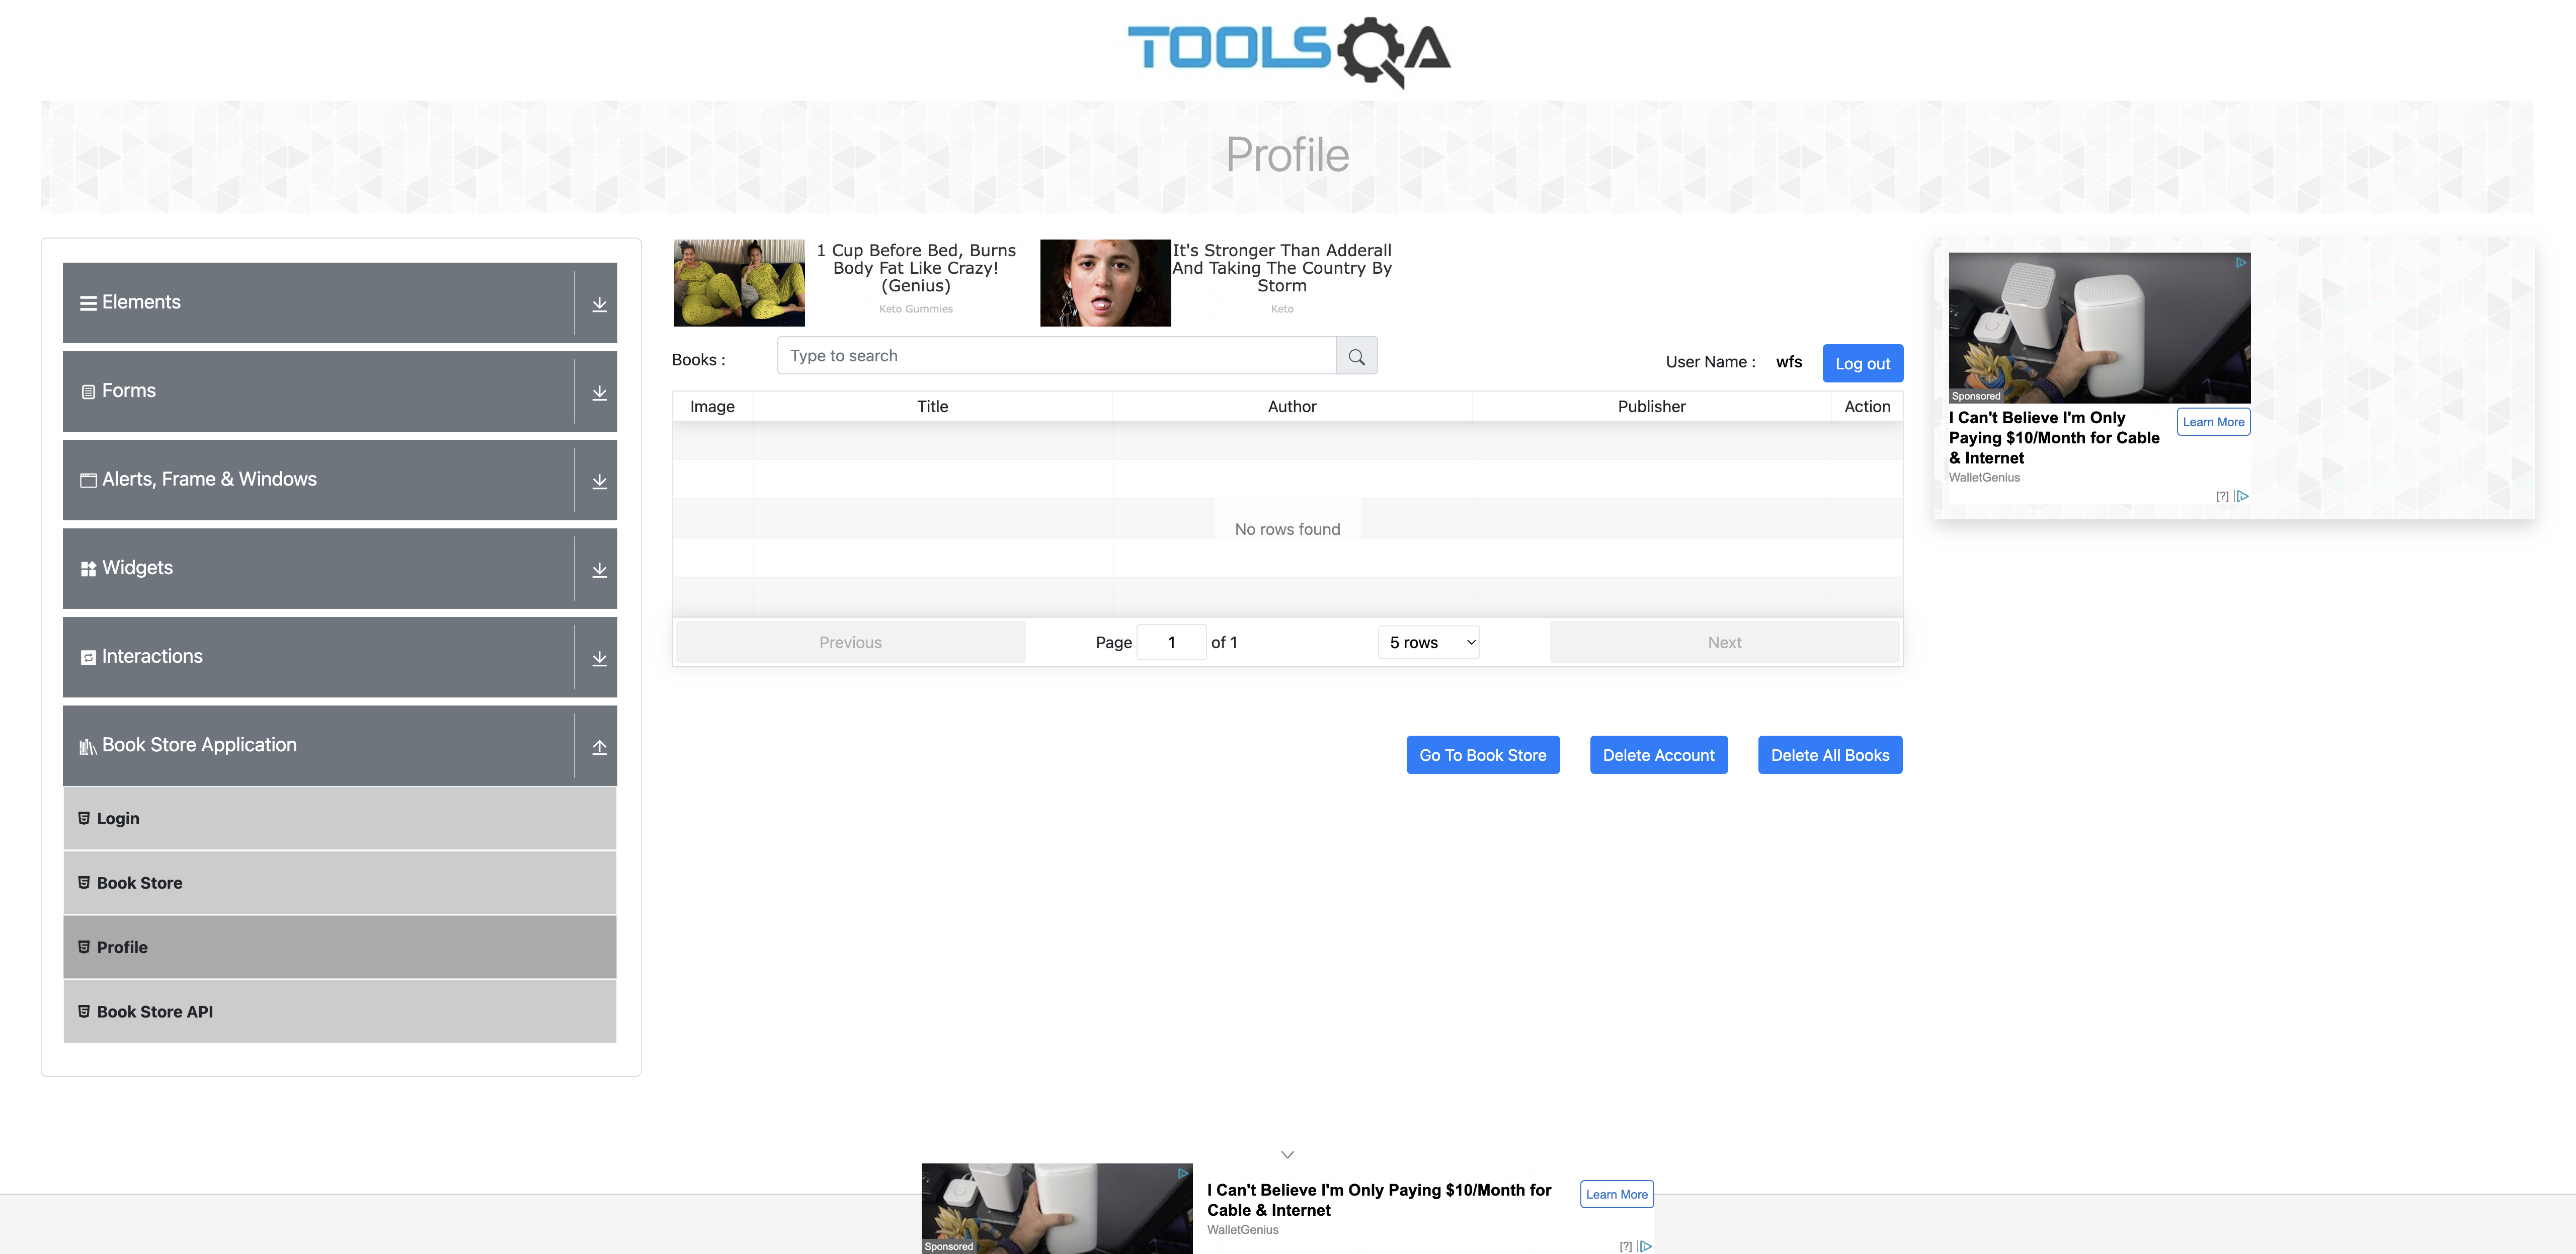 TOOLSQA
Profile
Elements
Forms
Alerts, Frame & Windows
Widgets
Interactions
Book Store Application
Login
Book Store
Profile
Book Store API
1 Cup Before Bed, Burns
Body Fat Like Crazy!
(Genius)
Keto Gummies
It's Stronger Than Adderall
And Taking The Country By
Storm
Keto
Books :
Type to search
User Name : wfs Log out
Image Title Author Publisher Action
No rows found
Previous Page 1 of 1 5 rows Next
Go To Book Store Delete Account Delete All Books
Sponsored
I Can't Believe I'm Only
Paying $10/Month for Cable
& Internet
Learn More
WalletGenius
[?]
Sponsored
I Can't Believe I'm Only Paying $10/Month for
Cable & Internet
Learn More
WalletGenius
[?]